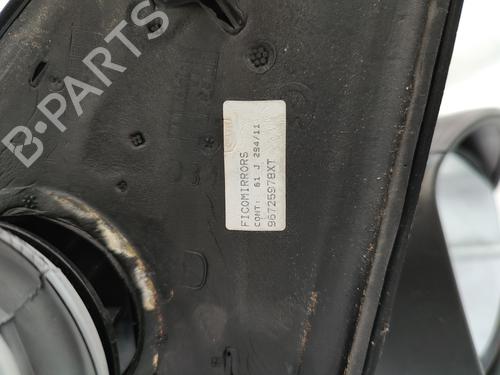 B-PARTS
FICOMIRRORS
CONT: 61 J 294/11
96725978XT